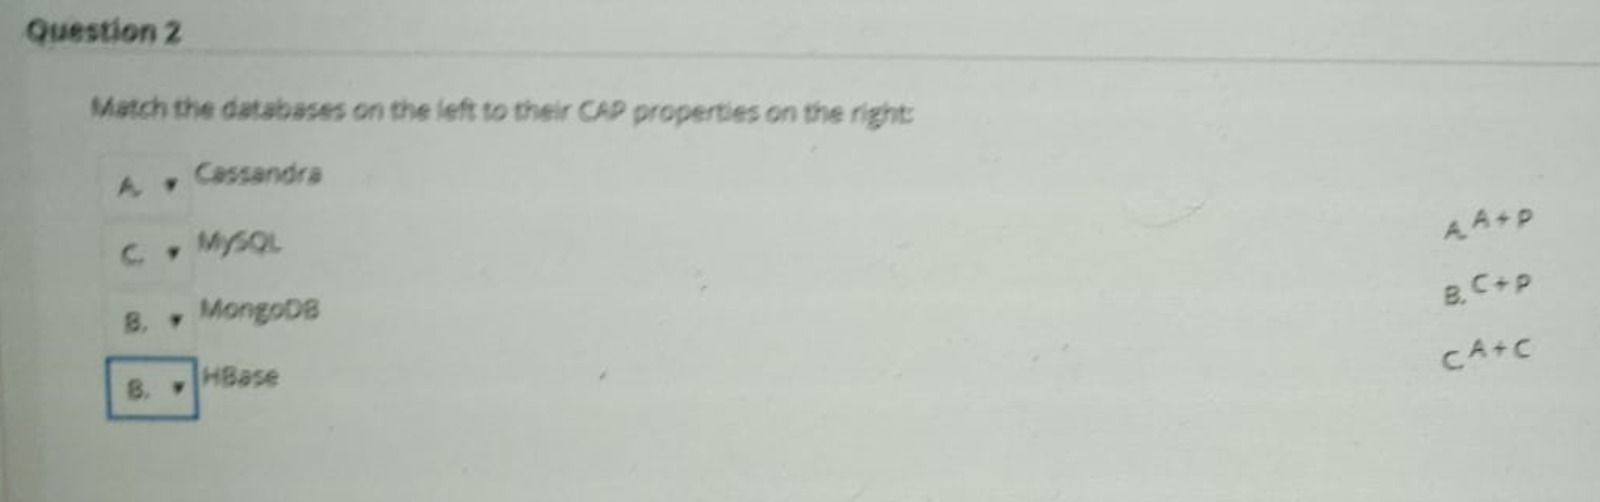 Question 2
Match the databases on the left to their CAP properties on the right:
A. Cassandra
C. MySQL
B. MongoDB
B. HBase
A. A + P
B. C + P
C A + C